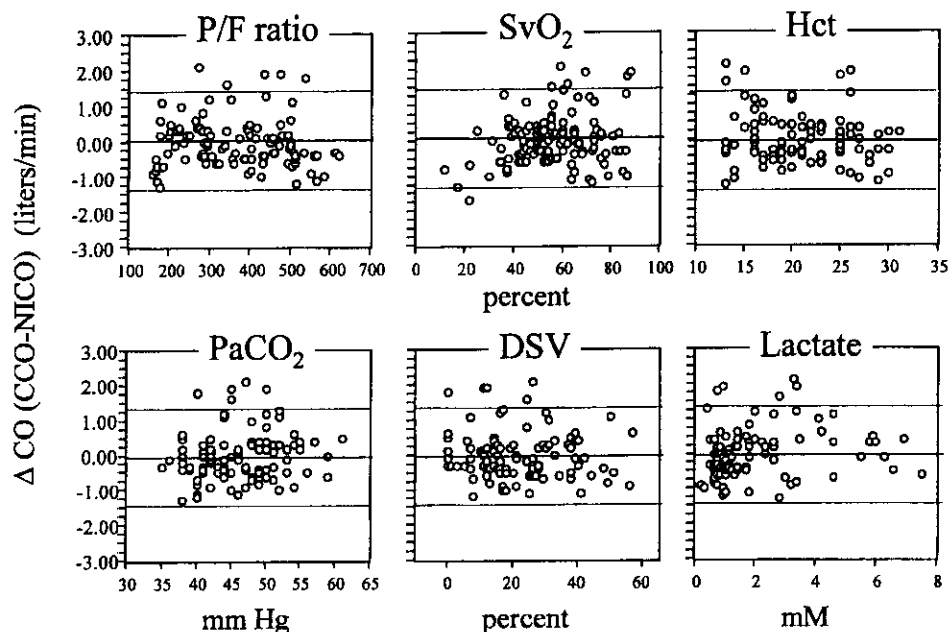 P/F ratio
SvO₂
Hct
3.00
2.00
1.00
0.00
-1.00
-2.00
-3.00
100 200 300 400 500 600 700
0 20 40 60 80 100
percent
10 15 20 25 30 35
Δ CO (CCO-NICO) (liters/min)
PaCO₂
DSV
Lactate
3.00
2.00
1.00
0.00
-1.00
-2.00
-3.00
30 35 40 45 50 55 60 65
mm Hg
0 20 40 60
percent
0 2 4 6 8
mM